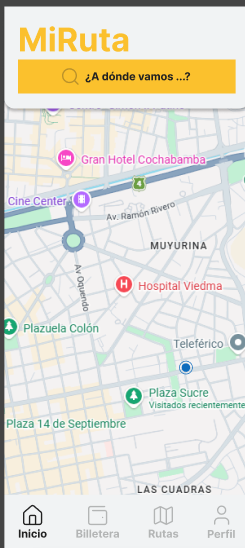 MiRuta
¿A dónde vamos ...?
Gran Hotel Cochabamba
Cine Center
4
Av. Ramón Rivero
MUYURINA
Av Oquendo
H
Hospital Viedma
Plazuela Colón
Teleférico
Plaza Sucre
Visitados recientemente
Plaza 14 de Septiembre
LAS CUADRAS
Inicio
Billetera
Rutas
Perfil